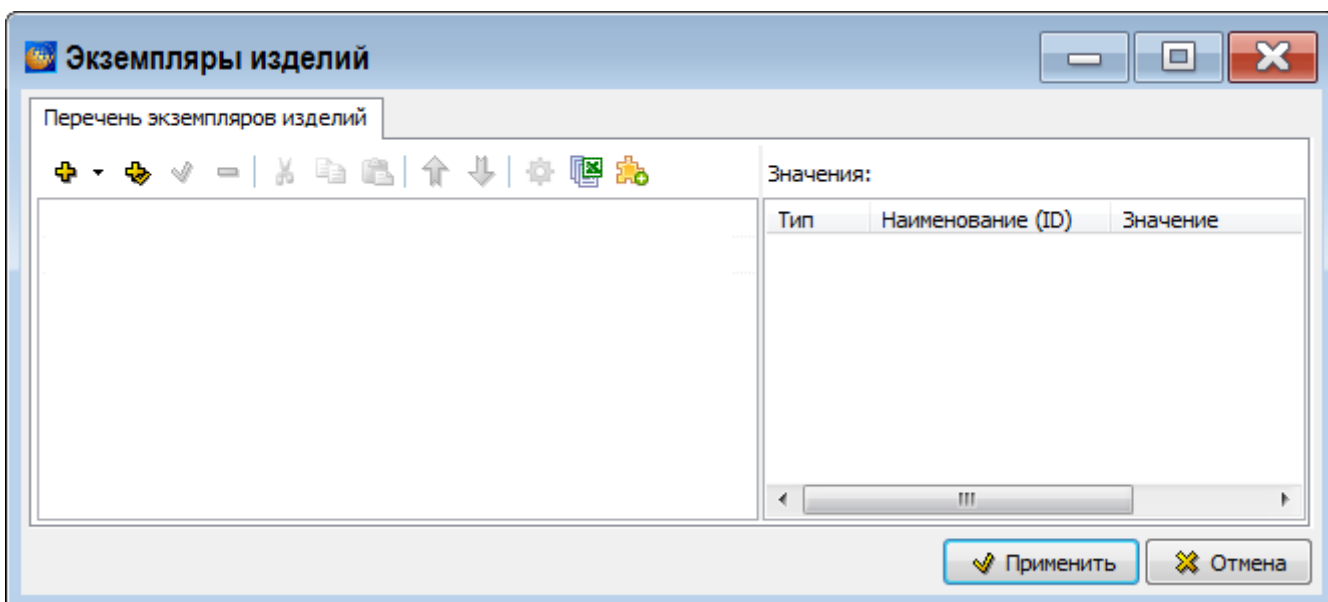 Экземпляры изделий
Перечень экземпляров изделий
Значения:
Тип Наименование (ID) Значение
Применить Отмена